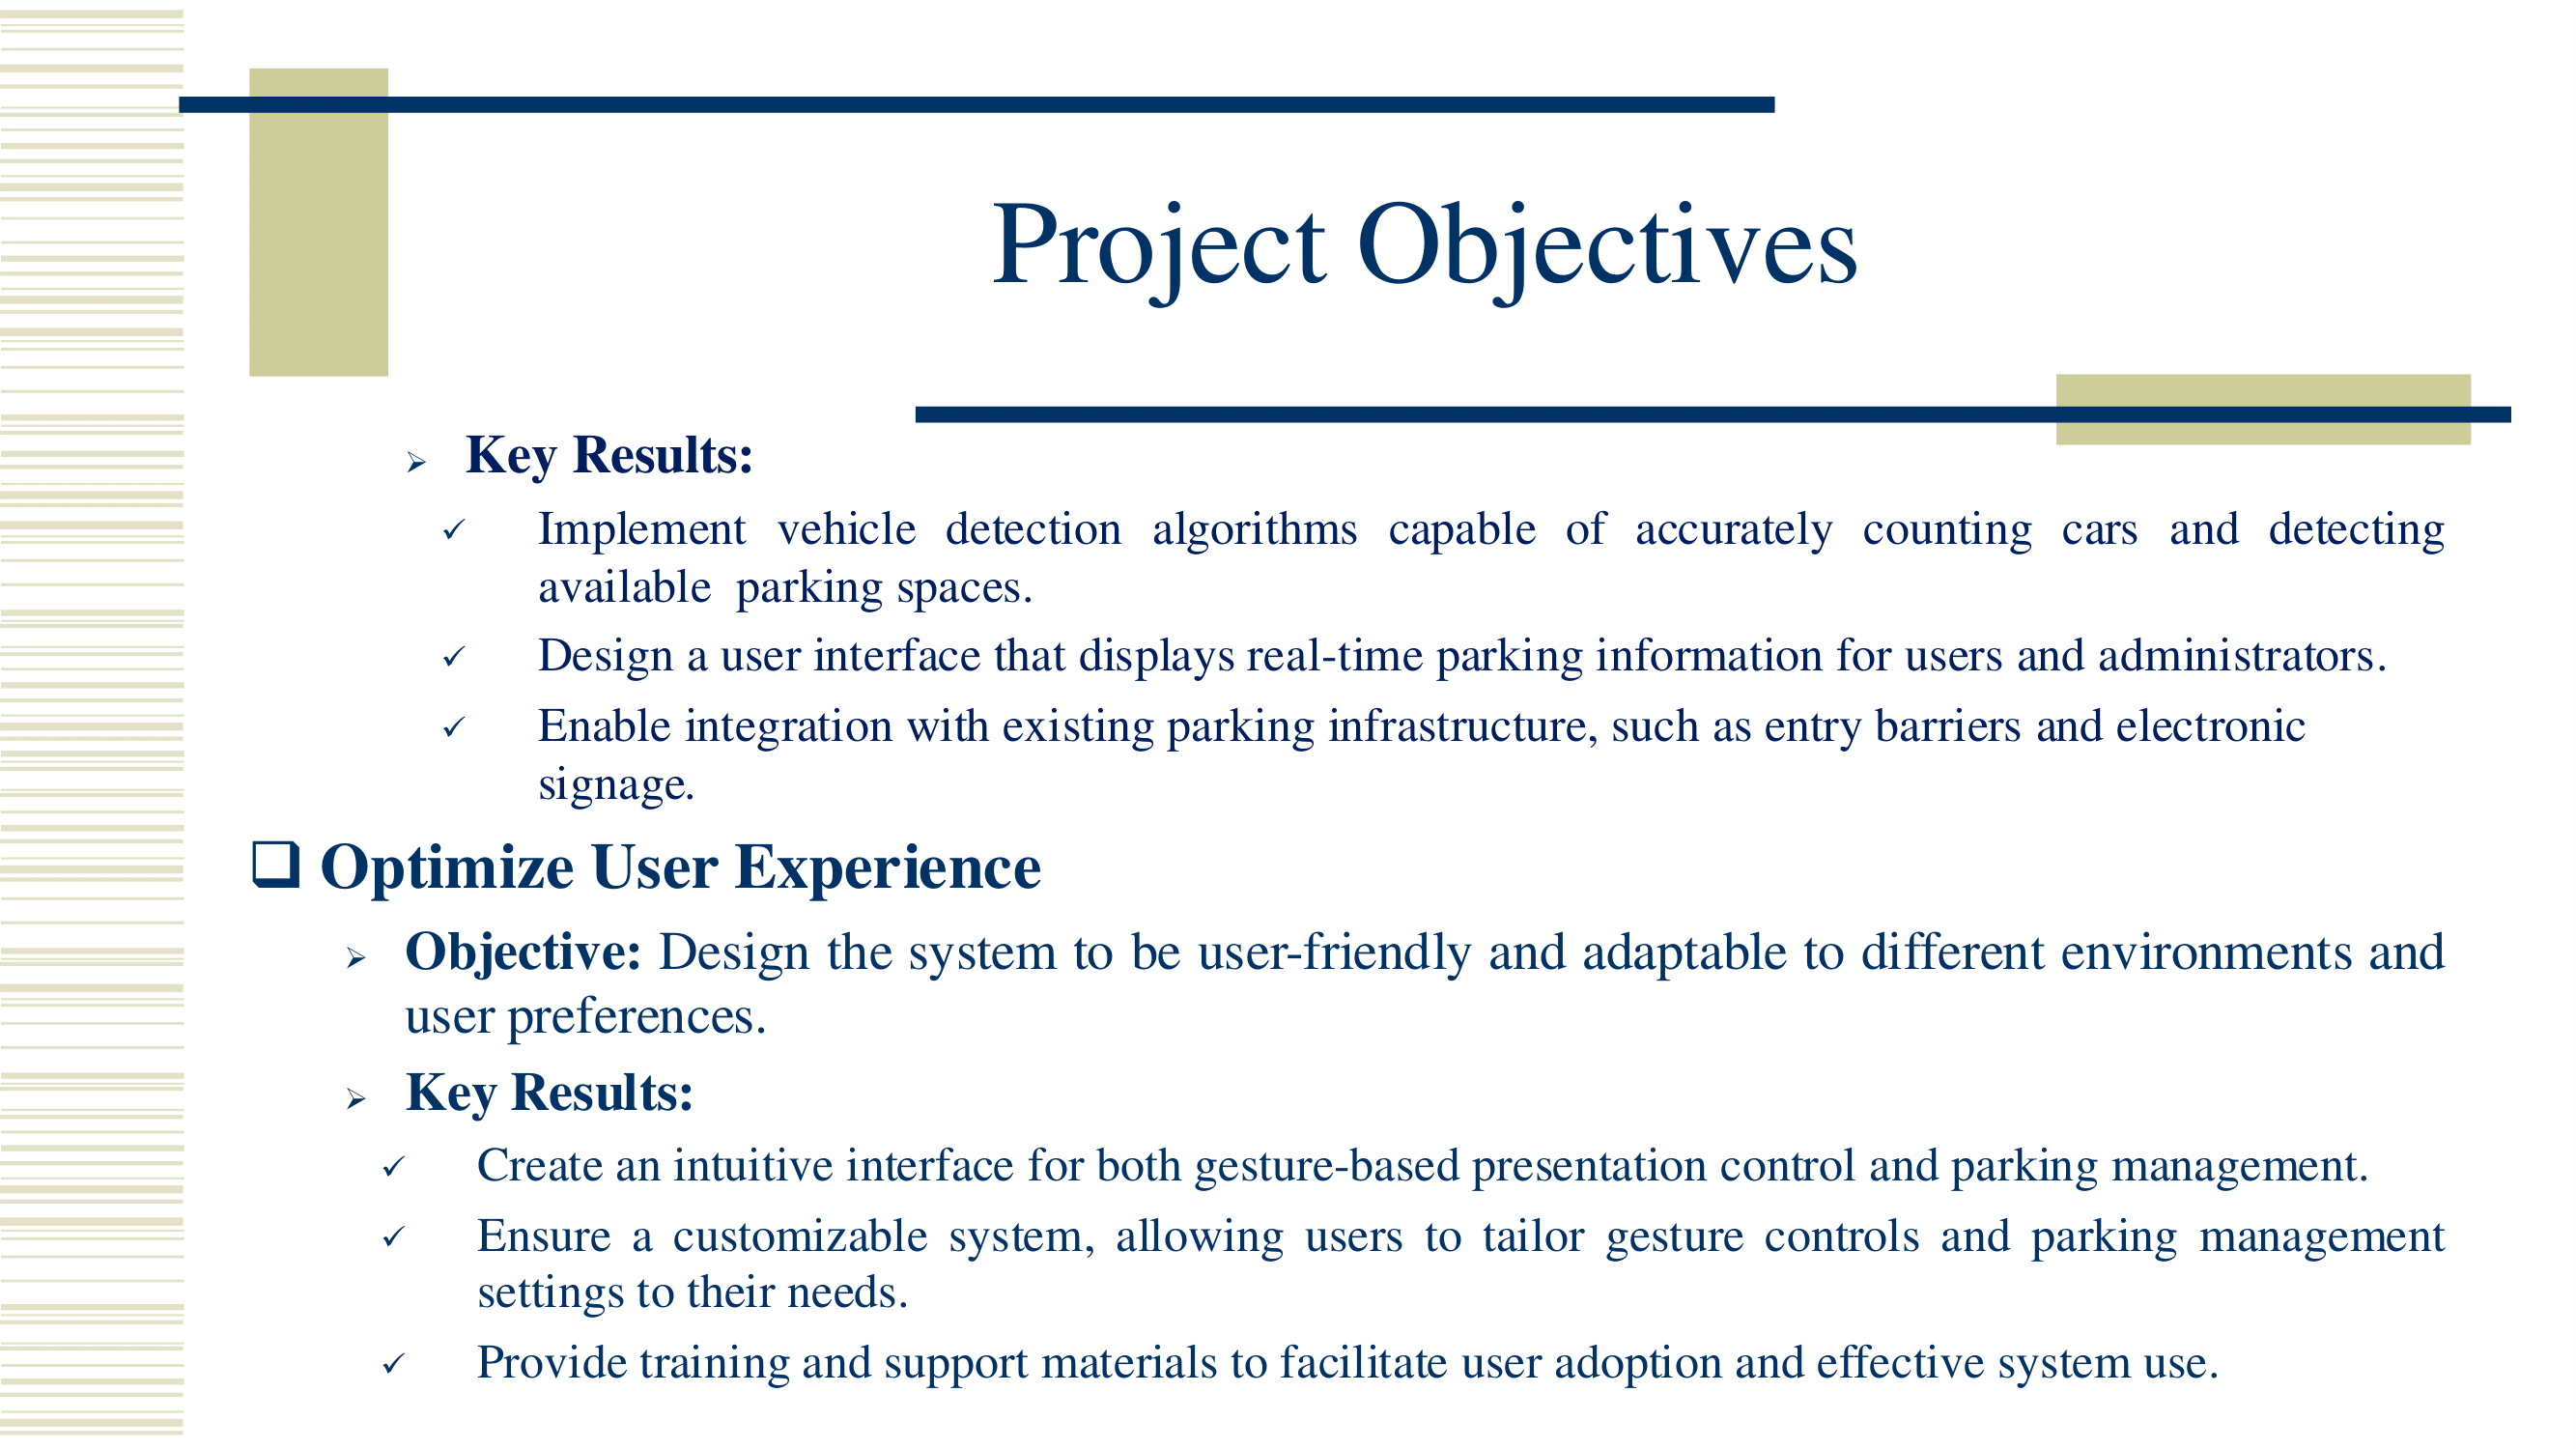 Project Objectives
Key Results:
Implement vehicle detection algorithms capable of accurately counting cars and detecting
available parking spaces.
Design a user interface that displays real-time parking information for users and administrators.
Enable integration with existing parking infrastructure, such as entry barriers and electronic
signage.
Optimize User Experience
Objective: Design the system to be user-friendly and adaptable to different environments and
user preferences.
Key Results:
Create an intuitive interface for both gesture-based presentation control and parking management.
Ensure a customizable system, allowing users to tailor gesture controls and parking management
settings to their needs.
Provide training and support materials to facilitate user adoption and effective system use.